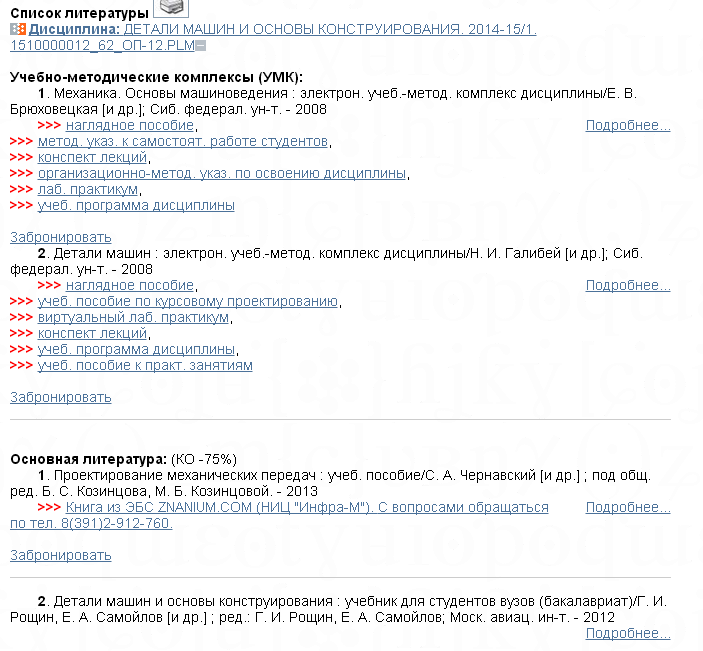 Список литературы
Дисциплина: ДЕТАЛИ МАШИН И ОСНОВЫ КОНСТРУИРОВАНИЯ. 2014-15/1.
1510000012_62_ОП-12.PLM
Учебно-методические комплексы (УМК):
1. Механика. Основы машиноведения : электрон. учеб.-метод. комплекс дисциплины/Е. В.
Брюховецкая [и др.]; Сиб. федерал. ун-т. - 2008
>>> наглядное пособие, Подробнее...
>>> метод. указ. к самостоят. работе студентов,
>>> конспект лекций,
>>> организационно-метод. указ. по освоению дисциплины,
>>> лаб. практикум,
>>> учеб. программа дисциплины
Забронировать
2. Детали машин : электрон. учеб.-метод. комплекс дисциплины/Н. И. Галибей [и др.]; Сиб.
федерал. ун-т. - 2008
>>> наглядное пособие, Подробнее...
>>> учеб. пособие по курсовому проектированию,
>>> виртуальный лаб. практикум,
>>> конспект лекций,
>>> учеб. программа дисциплины,
>>> учеб. пособие к практ. занятиям
Забронировать
Основная литература: (КО -75%)
1. Проектирование механических передач : учеб. пособие/С. А. Чернавский [и др.] ; под общ.
ред. Б. С. Козинцова, М. Б. Козинцовой. - 2013
>>> Книга из ЭБС ZNANIUM.COM (НИЦ "Инфра-М"). С вопросами обращаться Подробнее...
по тел. 8(391)2-912-760.
Забронировать
2. Детали машин и основы конструирования : учебник для студентов вузов (бакалавриат)/Г. И.
Рощин, Е. А. Самойлов [и др.] ; ред.: Г. И. Рощин, Е. А. Самойлов; Моск. авиац. ин-т. - 2012
Подробнее...